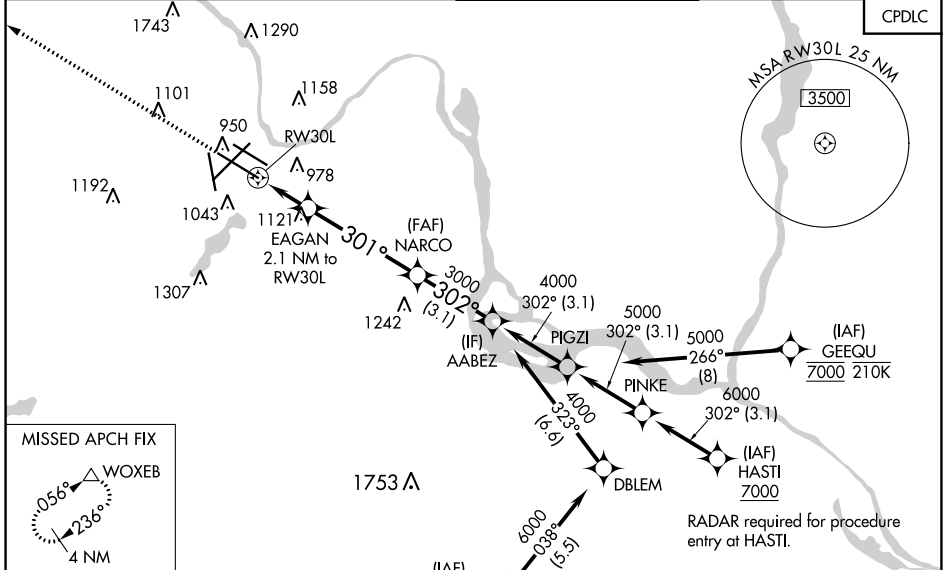 CPDLC
1743
1290
MSA RW30L 25 NM
3500
1101
1158
950
RW30L
978
1192
1043
1121
EAGAN
2.1 NM to
RW30L
301°
(FAF)
NARCO
3000
302°
(3.1)
1307
1242
4000
302° (3.1)
5000
302° (3.1)
(IF)
AABEZ
PIGZI
5000
266°
(8)
(IAF)
GEEQU
7000 210K
PINKE
6000
302° (3.1)
4000
323°
(6.6)
(IAF)
HASTI
7000
DBLEM
RADAR required for procedure
entry at HASTI.
MISSED APCH FIX
WOXEB
056°
236°
4 NM
1753
6000
038°
(5.5)
(IAF)